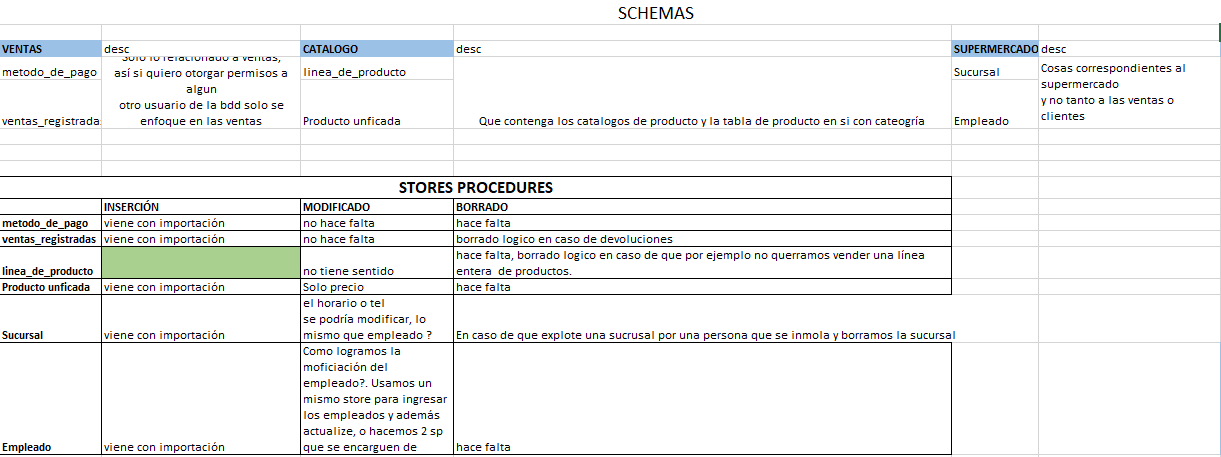 SCHEMAS
VENTAS desc CATALOGO desc SUPERMERCADO desc
metodo_de_pago
Solo lo relacionado a ventas,
así si quiero otorgar permisos a
algun
otro usuario de la bdd solo se
enfoque en las ventas
linea_de_producto
Sucursal
Cosas correspondientes al
supermercado
y no tanto a las ventas o
clientes
ventas_registradas
Producto unficada
Que contenga los catalogos de producto y la tabla de producto en si con cateogría
Empleado
STORES PROCEDURES
INSERCIÓN MODIFICADO BORRADO
metodo_de_pago viene con importación no hace falta hace falta
ventas_registradas viene con importación no hace falta borrado logico en caso de devoluciones
linea_de_producto
no tiene sentido
hace falta, borrado logico en caso de que por ejemplo no querramos vender una línea
entera de productos.
Producto unficada viene con importación Solo precio hace falta
Sucursal viene con importación
el horario o tel
se podría modificar, lo
mismo que empleado ?
En caso de que explote una sucrusal por una persona que se inmola y borramos la sucursal
Empleado viene con importación
Como logramos la
moficiación del
empleado?. Usamos un
mismo store para ingresar
los empleados y además
actualize, o hacemos 2 sp
que se encarguen de
hace falta